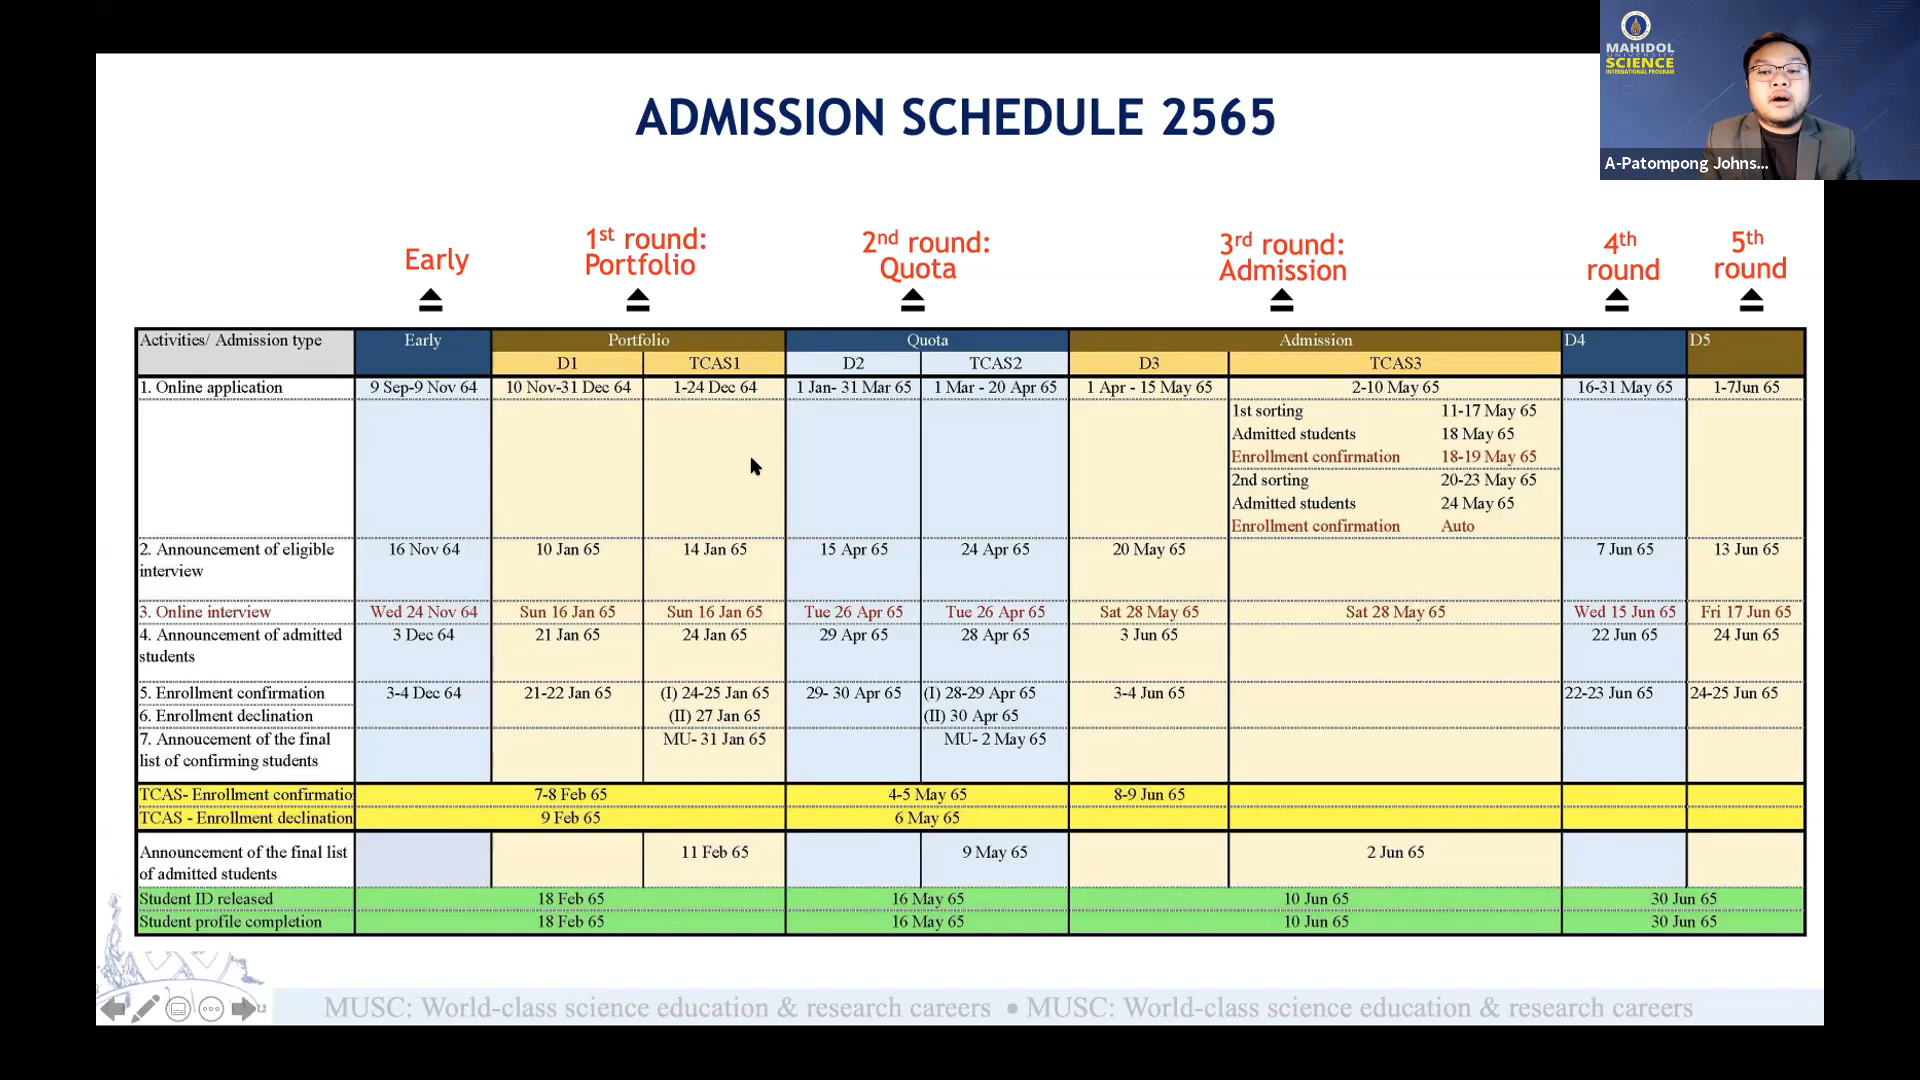 MAHIDOL
UNIVERSITY
SCIENCE
INTERNATIONAL PROGRAM
A-Patompong Johns...
ADMISSION SCHEDULE 2565
Early
1st round:
Portfolio
2nd round:
Quota
3rd round:
Admission
4th
round
5th
round
Activities/ Admission type Early Portfolio Quota Admission D4 D5
D1 TCAS1 D2 TCAS2 D3 TCAS3
1. Online application 9 Sep-9 Nov 64 10 Nov-31 Dec 64 1-24 Dec 64 1 Jan- 31 Mar 65 1 Mar - 20 Apr 65 1 Apr - 15 May 65 2-10 May 65 16-31 May 65 1-7Jun 65
1st sorting 11-17 May 65
Admitted students 18 May 65
Enrollment confirmation 18-19 May 65
2nd sorting 20-23 May 65
Admitted students 24 May 65
Enrollment confirmation Auto
2. Announcement of eligible 16 Nov 64 10 Jan 65 14 Jan 65 15 Apr 65 24 Apr 65 20 May 65 7 Jun 65 13 Jun 65
interview
3. Online interview Wed 24 Nov 64 Sun 16 Jan 65 Sun 16 Jan 65 Tue 26 Apr 65 Tue 26 Apr 65 Sat 28 May 65 Sat 28 May 65 Wed 15 Jun 65 Fri 17 Jun 65
4. Announcement of admitted 3 Dec 64 21 Jan 65 24 Jan 65 29 Apr 65 28 Apr 65 3 Jun 65 22 Jun 65 24 Jun 65
students
5. Enrollment confirmation 3-4 Dec 64 21-22 Jan 65 (I) 24-25 Jan 65 29- 30 Apr 65 (I) 28-29 Apr 65 3-4 Jun 65 22-23 Jun 65 24-25 Jun 65
6. Enrollment declination (II) 27 Jan 65 (II) 30 Apr 65
7. Annoucement of the final MU- 31 Jan 65 MU- 2 May 65
list of confirming students
TCAS- Enrollment confirmatio 7-8 Feb 65 4-5 May 65 8-9 Jun 65
TCAS - Enrollment declination 9 Feb 65 6 May 65
Announcement of the final list 11 Feb 65 9 May 65 2 Jun 65
of admitted students
Student ID released 18 Feb 65 16 May 65 10 Jun 65 30 Jun 65
Student profile completion 18 Feb 65 16 May 65 10 Jun 65 30 Jun 65
MUSC: World-class science education & research careers • MUSC: World-class science education & research careers